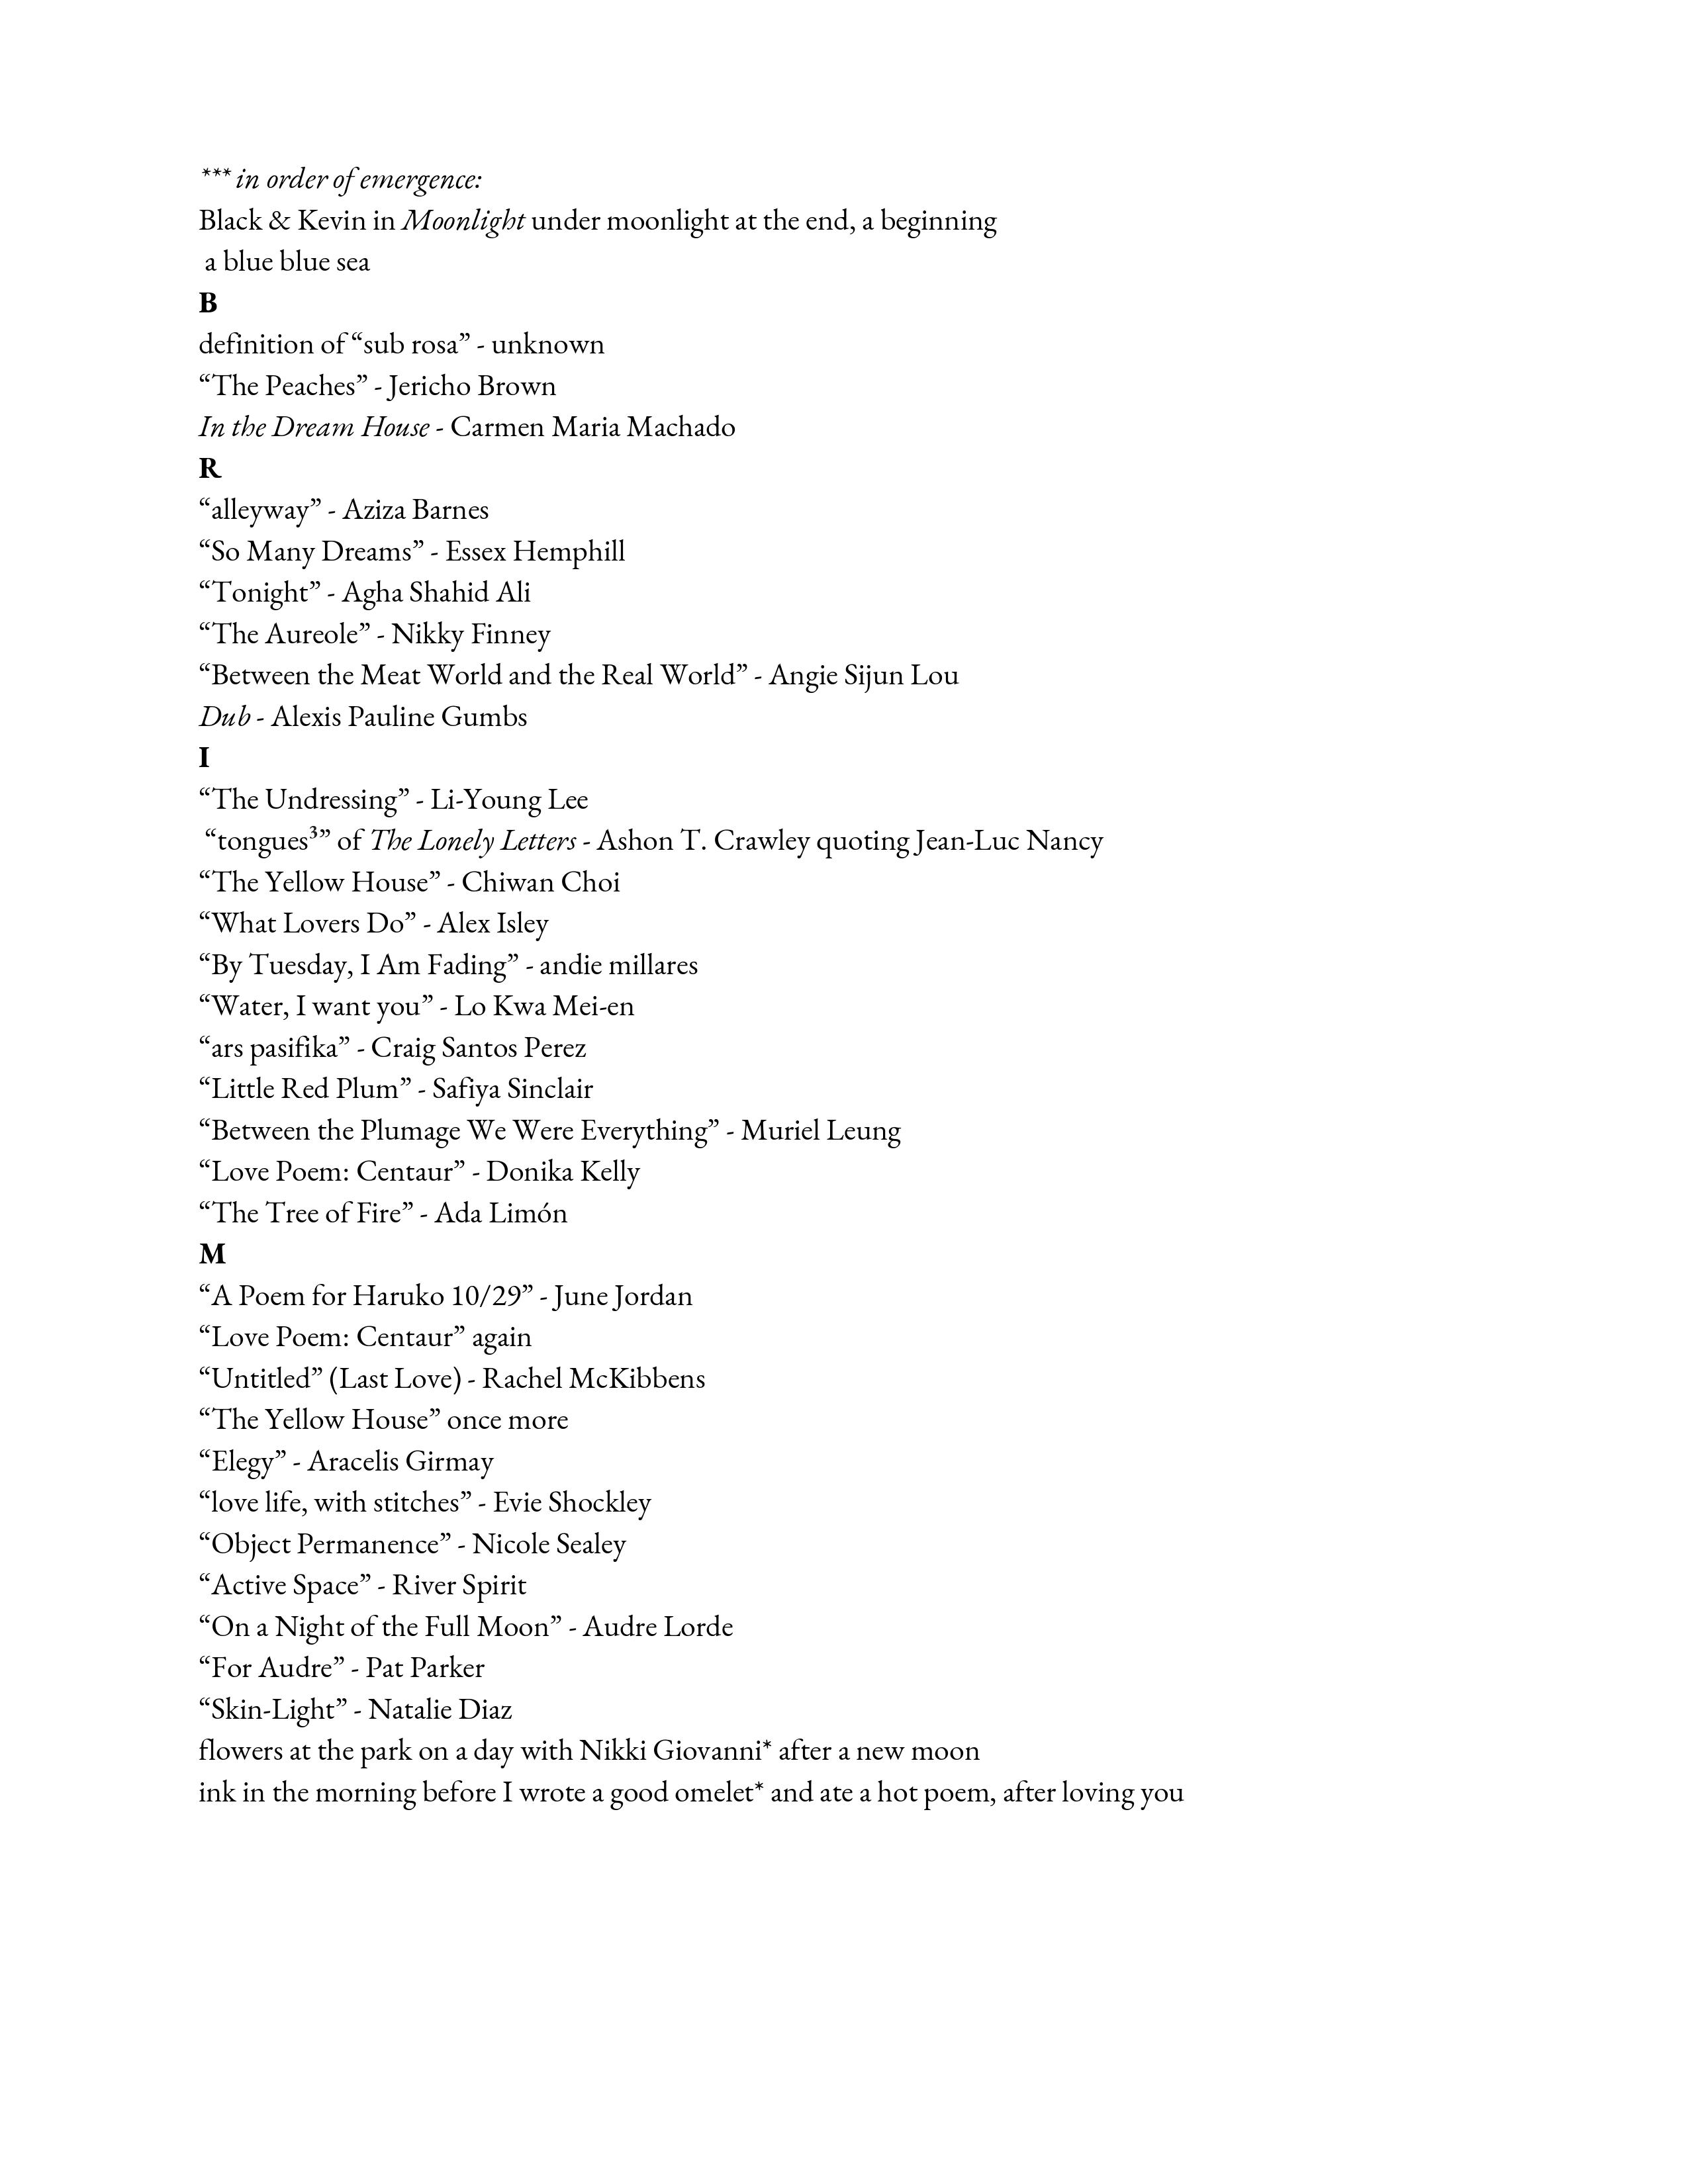 *** in order of emergence:
Black & Kevin in Moonlight under moonlight at the end, a beginning
a blue blue sea
B
definition of “sub rosa” - unknown
“The Peaches” - Jericho Brown
In the Dream House - Carmen Maria Machado
R
“alleyway” - Aziza Barnes
“So Many Dreams” - Essex Hemphill
“Tonight” - Agha Shahid Ali
“The Aureole” - Nikky Finney
“Between the Meat World and the Real World” - Angie Sijun Lou
Dub - Alexis Pauline Gumbs
I
“The Undressing” - Li-Young Lee
“tongues³” of The Lonely Letters - Ashon T. Crawley quoting Jean-Luc Nancy
“The Yellow House” - Chiwan Choi
“What Lovers Do” - Alex Isley
“By Tuesday, I Am Fading” - andie millares
“Water, I want you” - Lo Kwa Mei-en
“ars pasifika” - Craig Santos Perez
“Little Red Plum” - Safiya Sinclair
“Between the Plumage We Were Everything” - Muriel Leung
“Love Poem: Centaur” - Donika Kelly
“The Tree of Fire” - Ada Limón
M
“A Poem for Haruko 10/29” - June Jordan
“Love Poem: Centaur” again
“Untitled” (Last Love) - Rachel McKibbens
“The Yellow House” once more
“Elegy” - Aracelis Girmay
“love life, with stitches” - Evie Shockley
“Object Permanence” - Nicole Sealey
“Active Space” - River Spirit
“On a Night of the Full Moon” - Audre Lorde
“For Audre” - Pat Parker
“Skin-Light” - Natalie Diaz
flowers at the park on a day with Nikki Giovanni* after a new moon
ink in the morning before I wrote a good omelet* and ate a hot poem, after loving you